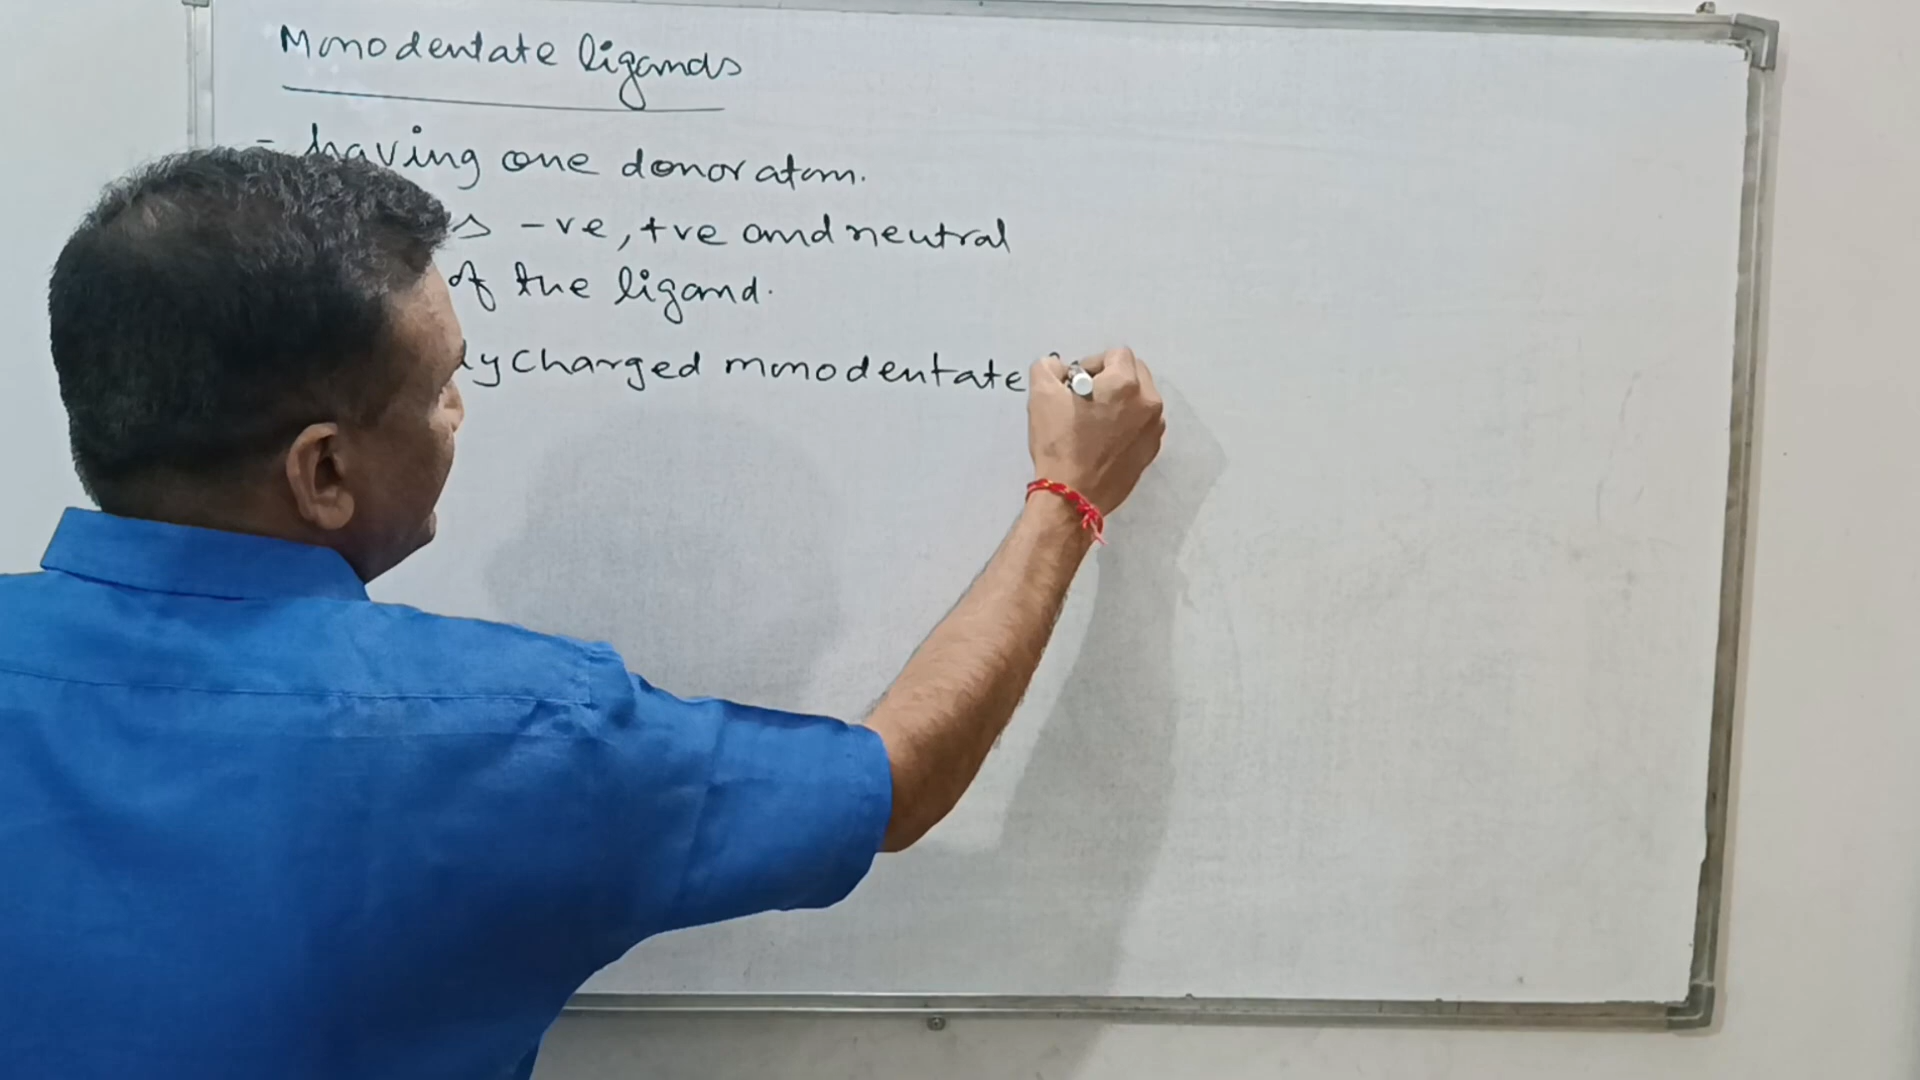 Monodentate ligands
- having one donor atom.
-ve, +ve and neutral
of the ligand.
charged monodentate